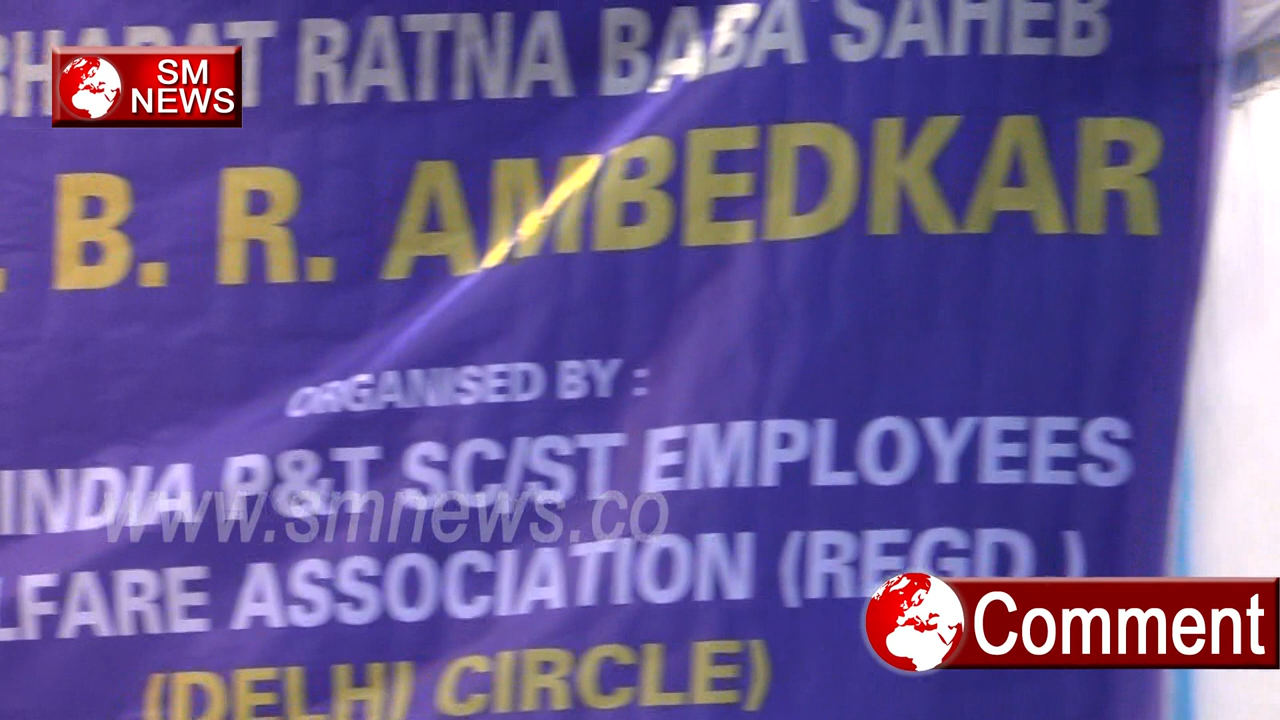 BHARAT RATNA BABA SAHEB
SM
NEWS
. B. R. AMBEDKAR
ORGANISED BY :
INDIA P&T SC/ST EMPLOYEES
www.smnews.co
LFARE ASSOCIATION (REGD.)
Comment
(DELHI CIRCLE)